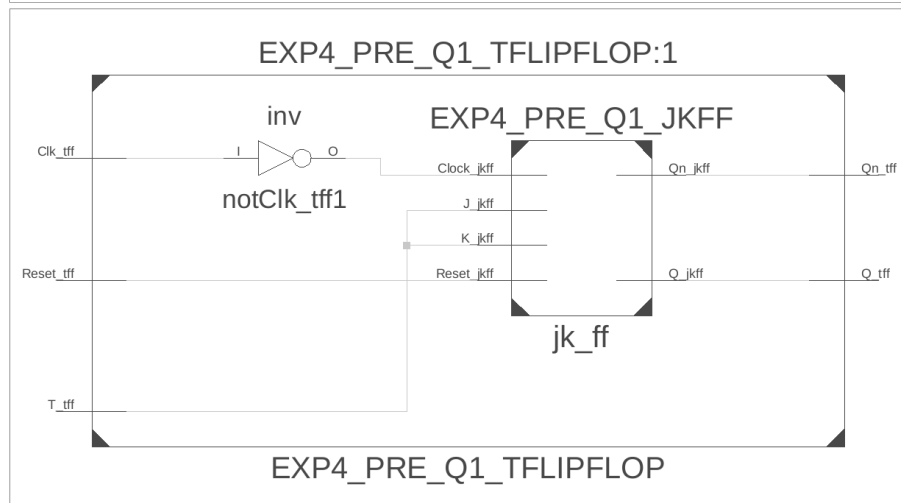 EXP4_PRE_Q1_TFLIPFLOP:1
inv
EXP4_PRE_Q1_JKFF
Clk_tff
I
O
Clock_jkff
Qn_jkff
Qn_tff
notClk_tff1
J_jkff
K_jkff
Reset_tff
Reset_jkff
Q_jkff
Q_tff
jk_ff
T_tff
EXP4_PRE_Q1_TFLIPFLOP